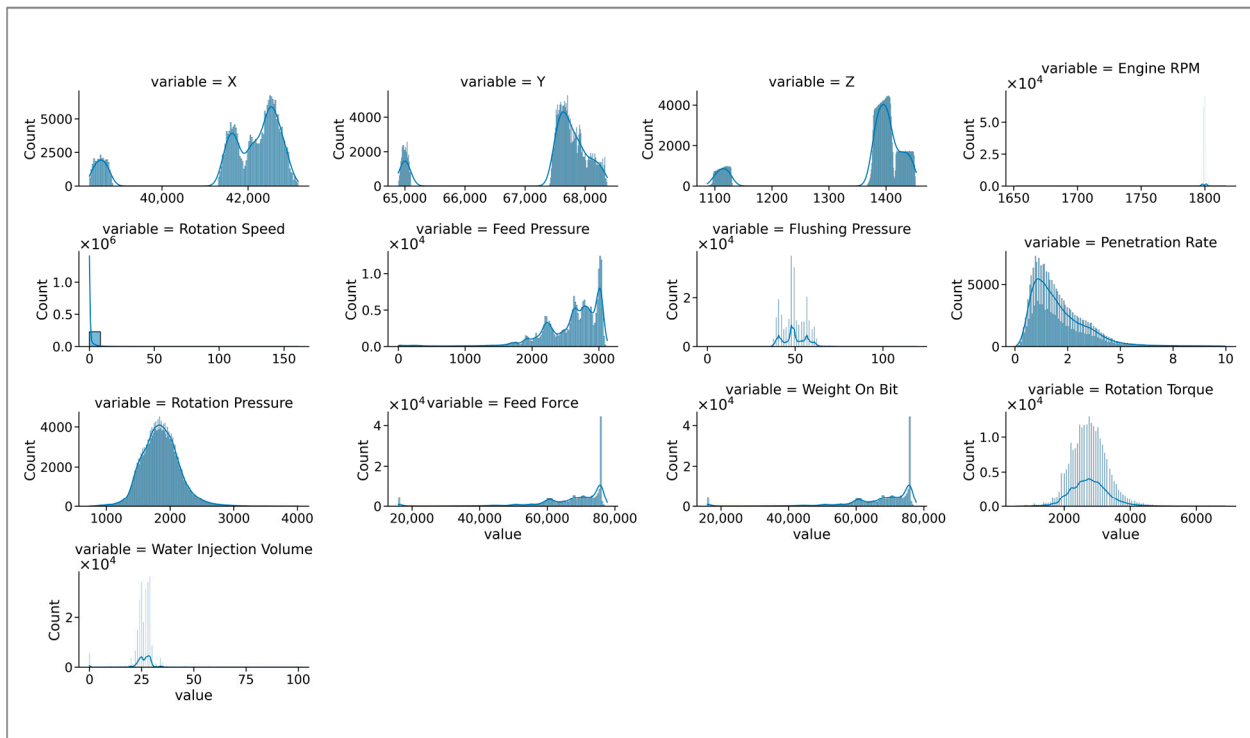 variable = X
Count
5000
2500
0
40,000 42,000
variable = Y
Count
4000
2000
0
65,000 66,000 67,000 68,000
variable = Z
Count
4000
2000
0
1100 1200 1300 1400
variable = Engine RPM
×10⁴
Count
5.0
2.5
0.0
1650 1700 1750 1800
variable = Rotation Speed
×10⁶
Count
1.0
0.5
0.0
0 50 100 150
variable = Feed Pressure
×10⁴
Count
1.0
0.5
0.0
0 1000 2000 3000
variable = Flushing Pressure
×10⁴
Count
2
0
0 50 100
variable = Penetration Rate
Count
5000
0
0 2 5 8 10
variable = Rotation Pressure
Count
4000
2000
0
1000 2000 3000 4000
variable = Feed Force
×10⁴
Count
4
2
0
20,000 40,000 60,000 80,000
value
variable = Weight On Bit
×10⁴
Count
4
2
0
20,000 40,000 60,000 80,000
value
variable = Rotation Torque
×10⁴
Count
1.0
0.5
0.0
2000 4000 6000
value
variable = Water Injection Volume
×10⁴
Count
2
0
0 25 50 75 100
value